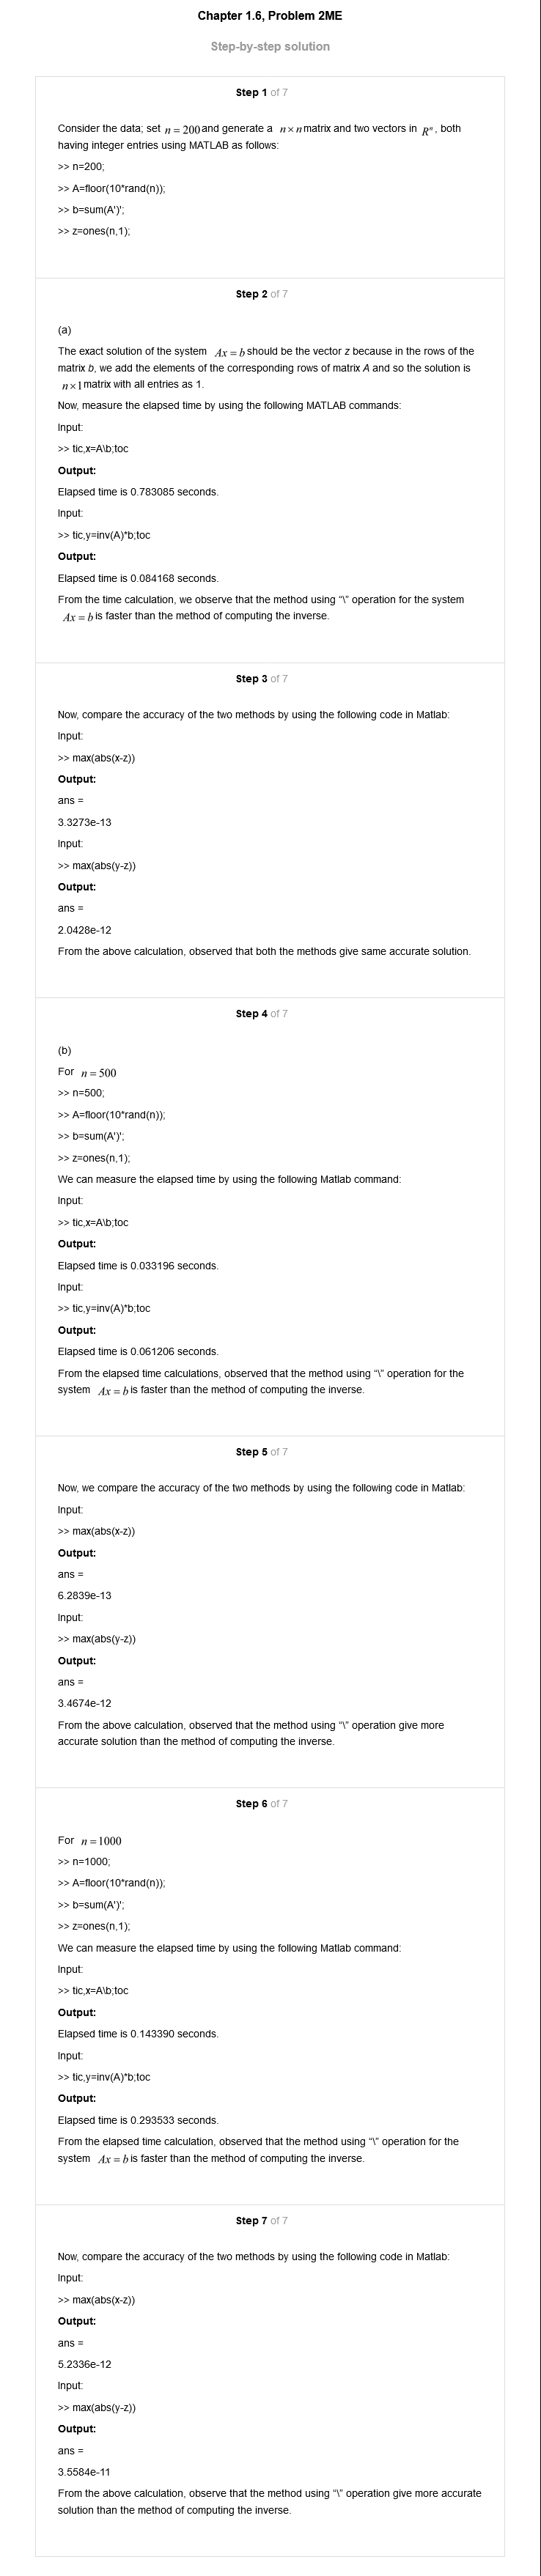 Chapter 1.6, Problem 2ME
Step-by-step solution
Step 1 of 7
Consider the data; set n = 200 and generate a n×n matrix and two vectors in Rⁿ, both
having integer entries using MATLAB as follows:
>> n=200;
>> A=floor(10*rand(n));
>> b=sum(A')';
>> z=ones(n,1);
Step 2 of 7
(a)
The exact solution of the system Ax = b should be the vector z because in the rows of the
matrix b, we add the elements of the corresponding rows of matrix A and so the solution is
n×1 matrix with all entries as 1.
Now, measure the elapsed time by using the following MATLAB commands:
Input:
>> tic,x=A\b;toc
Output:
Elapsed time is 0.783085 seconds.
Input:
>> tic,y=inv(A)*b;toc
Output:
Elapsed time is 0.084168 seconds.
From the time calculation, we observe that the method using “\” operation for the system
Ax = b is faster than the method of computing the inverse.
Step 3 of 7
Now, compare the accuracy of the two methods by using the following code in Matlab:
Input:
>> max(abs(x-z))
Output:
ans =
3.3273e-13
Input:
>> max(abs(y-z))
Output:
ans =
2.0428e-12
From the above calculation, observed that both the methods give same accurate solution.
Step 4 of 7
(b)
For n = 500
>> n=500;
>> A=floor(10*rand(n));
>> b=sum(A')';
>> z=ones(n,1);
We can measure the elapsed time by using the following Matlab command:
Input:
>> tic,x=A\b;toc
Output:
Elapsed time is 0.033196 seconds.
Input:
>> tic,y=inv(A)*b;toc
Output:
Elapsed time is 0.061206 seconds.
From the elapsed time calculations, observed that the method using “\” operation for the
system Ax = b is faster than the method of computing the inverse.
Step 5 of 7
Now, we compare the accuracy of the two methods by using the following code in Matlab:
Input:
>> max(abs(x-z))
Output:
ans =
6.2839e-13
Input:
>> max(abs(y-z))
Output:
ans =
3.4674e-12
From the above calculation, observed that the method using “\” operation give more
accurate solution than the method of computing the inverse.
Step 6 of 7
For n = 1000
>> n=1000;
>> A=floor(10*rand(n));
>> b=sum(A')';
>> z=ones(n,1);
We can measure the elapsed time by using the following Matlab command:
Input:
>> tic,x=A\b;toc
Output:
Elapsed time is 0.143390 seconds.
Input:
>> tic,y=inv(A)*b;toc
Output:
Elapsed time is 0.293533 seconds.
From the elapsed time calculation, observed that the method using “\” operation for the
system Ax = b is faster than the method of computing the inverse.
Step 7 of 7
Now, compare the accuracy of the two methods by using the following code in Matlab:
Input:
>> max(abs(x-z))
Output:
ans =
5.2336e-12
Input:
>> max(abs(y-z))
Output:
ans =
3.5584e-11
From the above calculation, observe that the method using “\” operation give more accurate
solution than the method of computing the inverse.